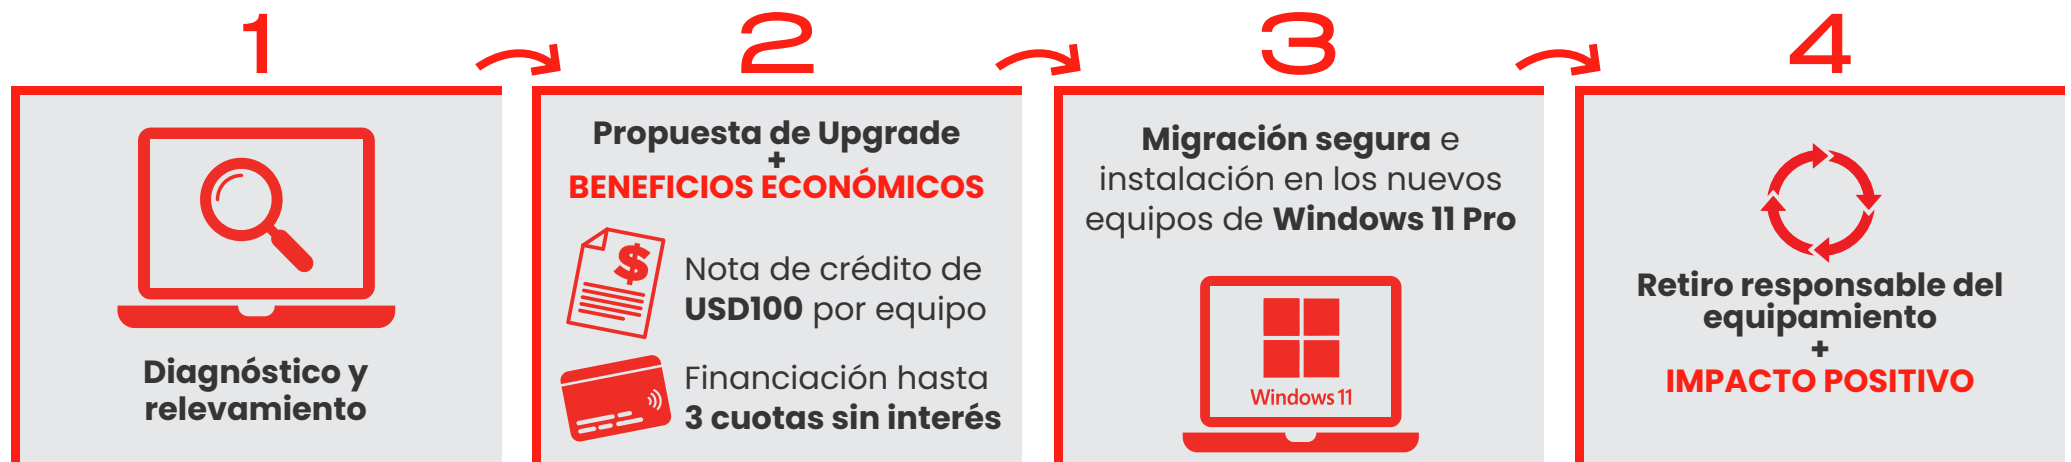 1
Diagnóstico y
relevamiento
2
Propuesta de Upgrade
+
BENEFICIOS ECONÓMICOS
$
Nota de crédito de
USD100 por equipo
Financiación hasta
3 cuotas sin interés
3
Migración segura e
instalación en los nuevos
equipos de Windows 11 Pro
Windows 11
4
Retiro responsable del
equipamiento
+
IMPACTO POSITIVO